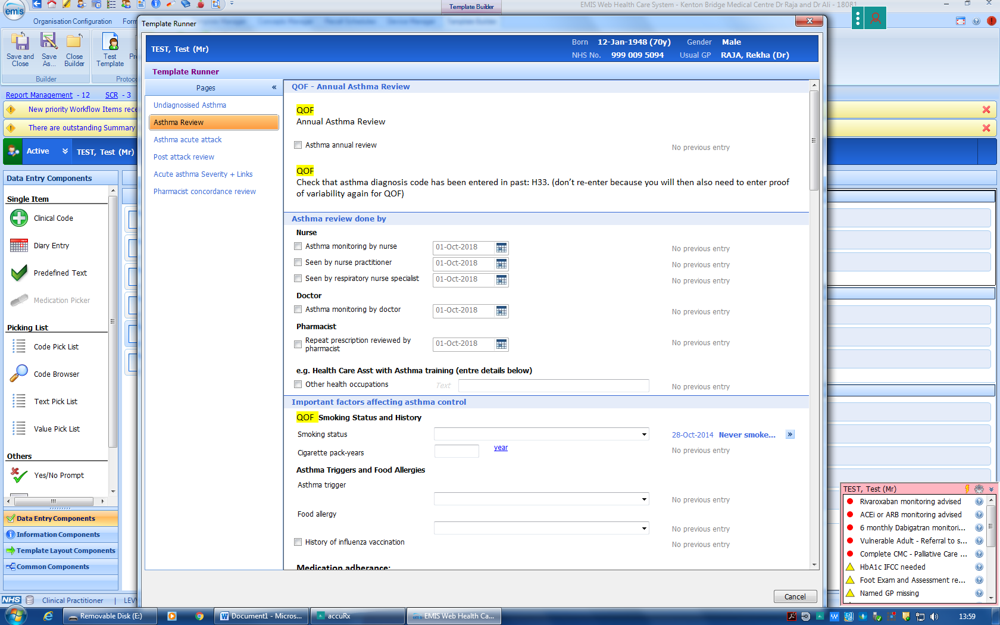 emis
Template Builder
EMIS Web Health Care System - Kenton Bridge Medical Centre Dr Raja and Dr Ali - 18081
Organisation Configuration
Template Runner
Save and Close
Save As...
Close Builder
Test Template
Builder
TEST, Test (Mr)
Born 12-Jan-1948 (70y) Gender Male
NHS No. 999 009 5094 Usual GP RAJA, Rekha (Dr)
Template Runner
Report Management - 12 SCR - 3
New priority Workflow Items rece
There are outstanding Summary
Active TEST, Test (Mr)
Data Entry Components
Single Item
Clinical Code
Diary Entry
Predefined Text
Medication Picker
Picking List
Code Pick List
Code Browser
Text Pick List
Value Pick List
Others
Yes/No Prompt
Data Entry Components
Information Components
Template Layout Components
Common Components
Pages «
Undiagnoised Asthma
Asthma Review
Asthma acute attack
Post attack review
Acute asthma Severity + Links
Pharmacist concordance review
QOF - Annual Asthma Review
QOF
Annual Asthma Review
Asthma annual review No previous entry
QOF
Check that asthma diagnosis code has been entered in past: H33. (don't re-enter because you will then also need to enter proof
of variability again for QOF)
Asthma review done by
Nurse
Asthma monitoring by nurse 01-Oct-2018 No previous entry
Seen by nurse practitioner 01-Oct-2018 No previous entry
Seen by respiratory nurse specialist 01-Oct-2018 No previous entry
Doctor
Asthma monitoring by doctor 01-Oct-2018 No previous entry
Pharmacist
Repeat prescription reviewed by
pharmacist 01-Oct-2018 No previous entry
e.g. Health Care Asst with Asthma training (entre details below)
Other health occupations Text No previous entry
Important factors affecting asthma control
QOF Smoking Status and History
Smoking status 28-Oct-2014 Never smoke... »
Cigarette pack-years year No previous entry
Asthma Triggers and Food Allergies
Asthma trigger
No previous entry
Food allergy
No previous entry
History of influenza vaccination No previous entry
Medication adherance:
Cancel
TEST, Test (Mr)
Rivaroxaban monitoring advised
ACEi or ARB monitoring advised
6 monthly Dabigatran monitori...
Vulnerable Adult - Referral to s...
Complete CMC - Palliative Care ...
HbA1c IFCC needed
Foot Exam and Assessment re...
Named GP missing
NHS Clinical Practitioner | LEV
Removable Disk (E:)
Document1 - Micros...
accuRx
EMIS Web Health Ca...
13:59